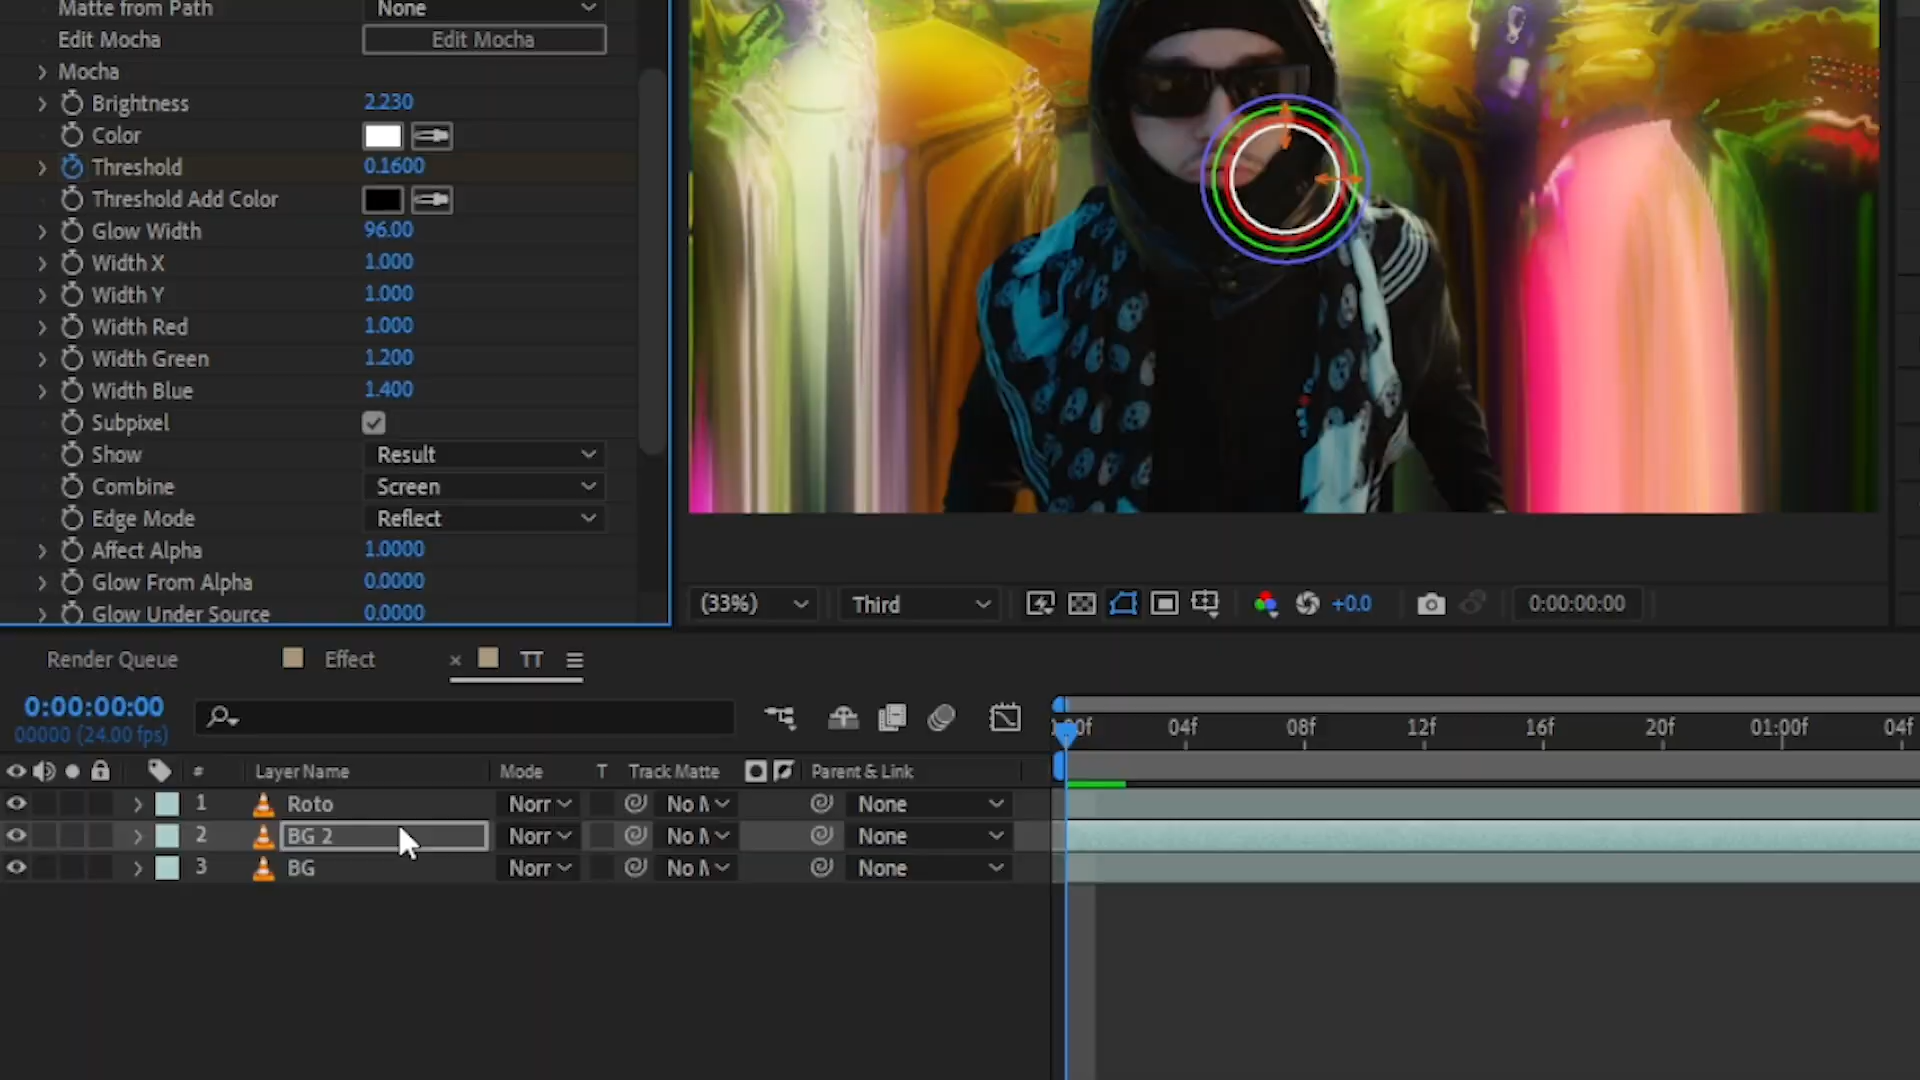 Matte from Path None
Edit Mocha Edit Mocha
Mocha
Brightness 2.230
Color
Threshold 0.1600
Threshold Add Color
Glow Width 96.00
Width X 1.000
Width Y 1.000
Width Red 1.000
Width Green 1.200
Width Blue 1.400
Subpixel
Show Result
Combine Screen
Edge Mode Reflect
Affect Alpha 1.0000
Glow From Alpha 0.0000
Glow Under Source 0.0000
(33%) Third +0.0 0:00:00:00
Render Queue Effect × TT
0:00:00:00
00000 (24.00 fps)
04f 08f 12f 16f 20f 01:00f 04f
# Layer Name Mode T Track Matte Parent & Link
1 Roto Norr No None
2 BG 2 Norr No None
3 BG Norr No None